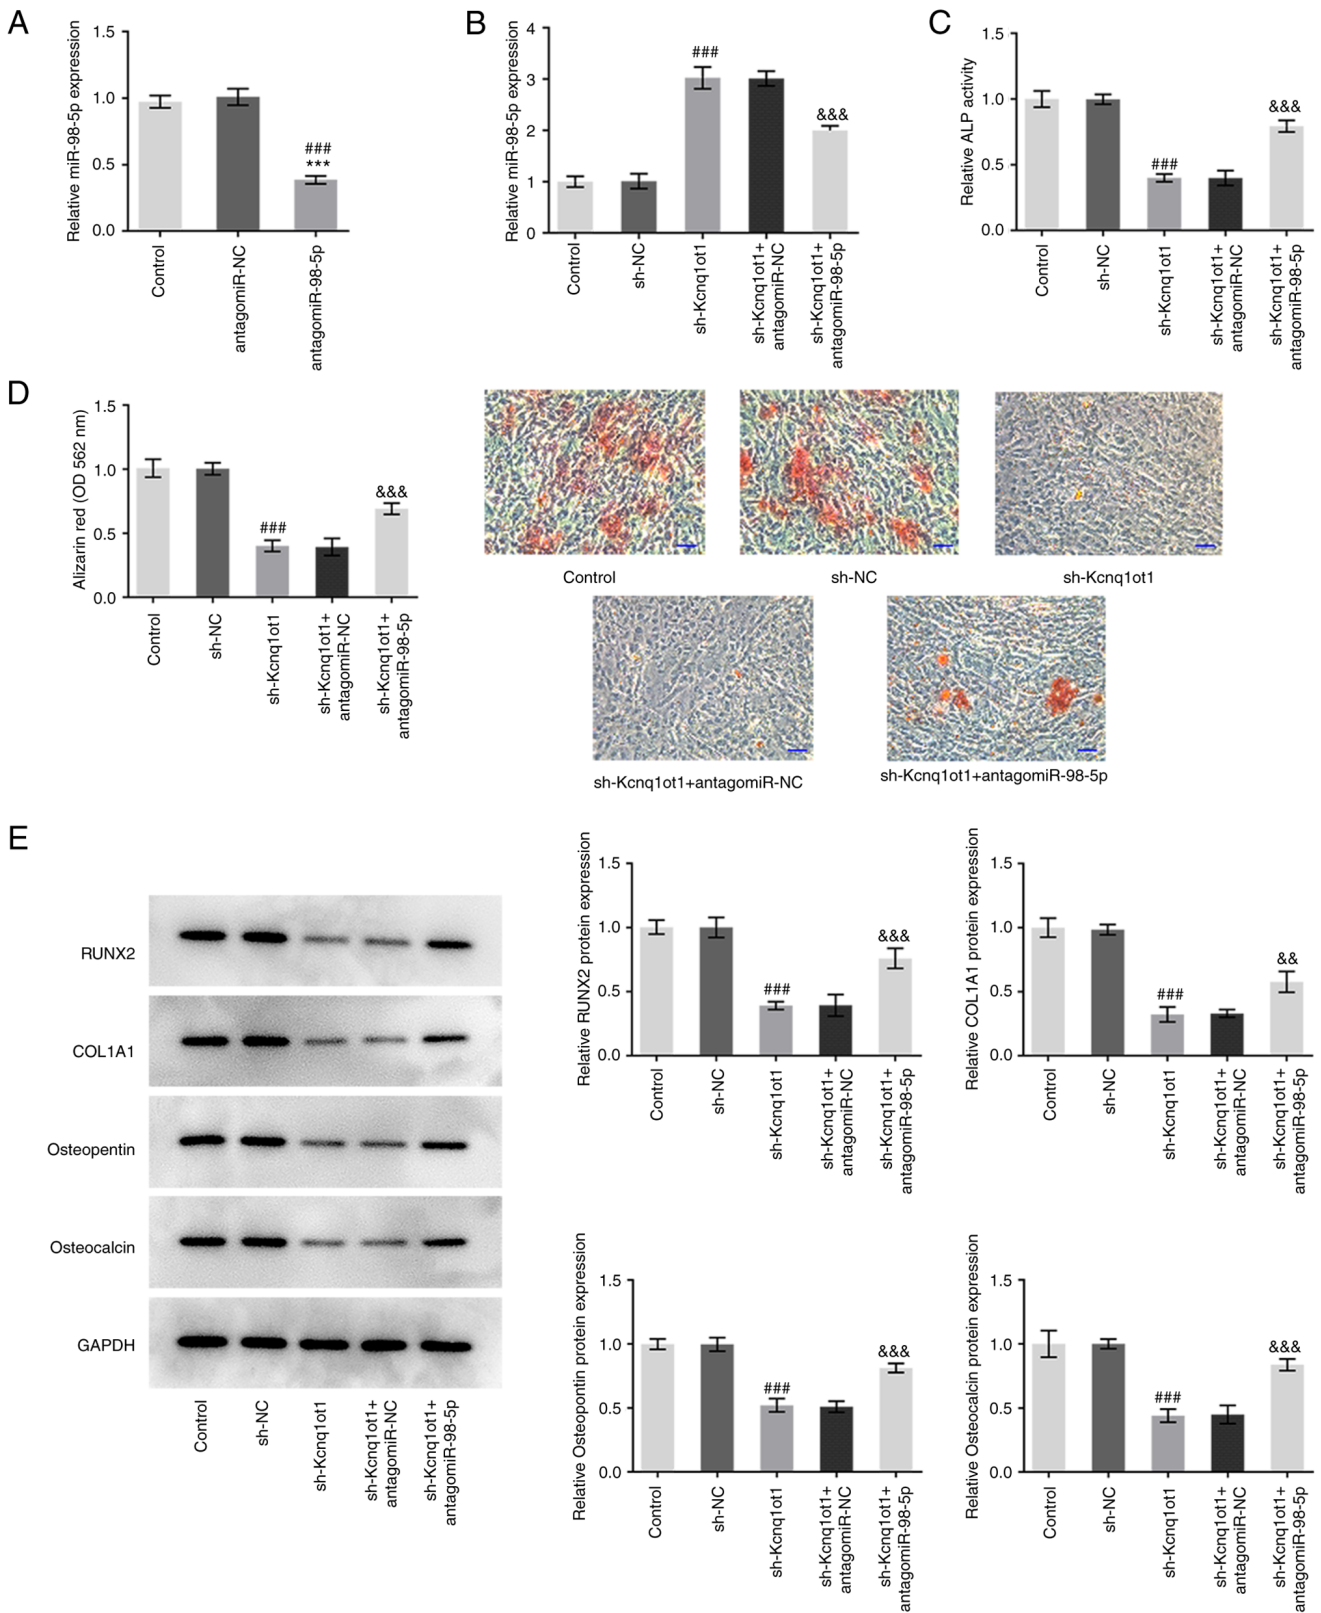 A
Relative miR-98-5p expression
1.5
1.0
0.5
0.0
###
***
Control
antagomiR-NC
antagomiR-98-5p
B
Relative miR-98-5p expression
4
3
2
1
0
###
&&&
Control
sh-NC
sh-Kcnq1ot1
sh-Kcnq1ot1+
antagomiR-NC
sh-Kcnq1ot1+
antagomiR-98-5p
C
Relative ALP activity
1.5
1.0
0.5
0.0
###
&&&
Control
sh-NC
sh-Kcnq1ot1
sh-Kcnq1ot1+
antagomiR-NC
sh-Kcnq1ot1+
antagomiR-98-5p
D
Alizarin red (OD 562 nm)
1.5
1.0
0.5
0.0
###
&&&
Control
sh-NC
sh-Kcnq1ot1
sh-Kcnq1ot1+
antagomiR-NC
sh-Kcnq1ot1+
antagomiR-98-5p
Control
sh-NC
sh-Kcnq1ot1
sh-Kcnq1ot1+antagomiR-NC
sh-Kcnq1ot1+antagomiR-98-5p
E
RUNX2
COL1A1
Osteopentin
Osteocalcin
GAPDH
Control
sh-NC
sh-Kcnq1ot1
sh-Kcnq1ot1+
antagomiR-NC
sh-Kcnq1ot1+
antagomiR-98-5p
Relative RUNX2 protein expression
1.5
1.0
0.5
0.0
###
&&&
Control
sh-NC
sh-Kcnq1ot1
sh-Kcnq1ot1+
antagomiR-NC
sh-Kcnq1ot1+
antagomiR-98-5p
Relative COL1A1 protein expression
1.5
1.0
0.5
0.0
###
&&
Control
sh-NC
sh-Kcnq1ot1
sh-Kcnq1ot1+
antagomiR-NC
sh-Kcnq1ot1+
antagomiR-98-5p
Relative Osteopontin protein expression
1.5
1.0
0.5
0.0
###
&&&
Control
sh-NC
sh-Kcnq1ot1
sh-Kcnq1ot1+
antagomiR-NC
sh-Kcnq1ot1+
antagomiR-98-5p
Relative Osteocalcin protein expression
1.5
1.0
0.5
0.0
###
&&&
Control
sh-NC
sh-Kcnq1ot1
sh-Kcnq1ot1+
antagomiR-NC
sh-Kcnq1ot1+
antagomiR-98-5p